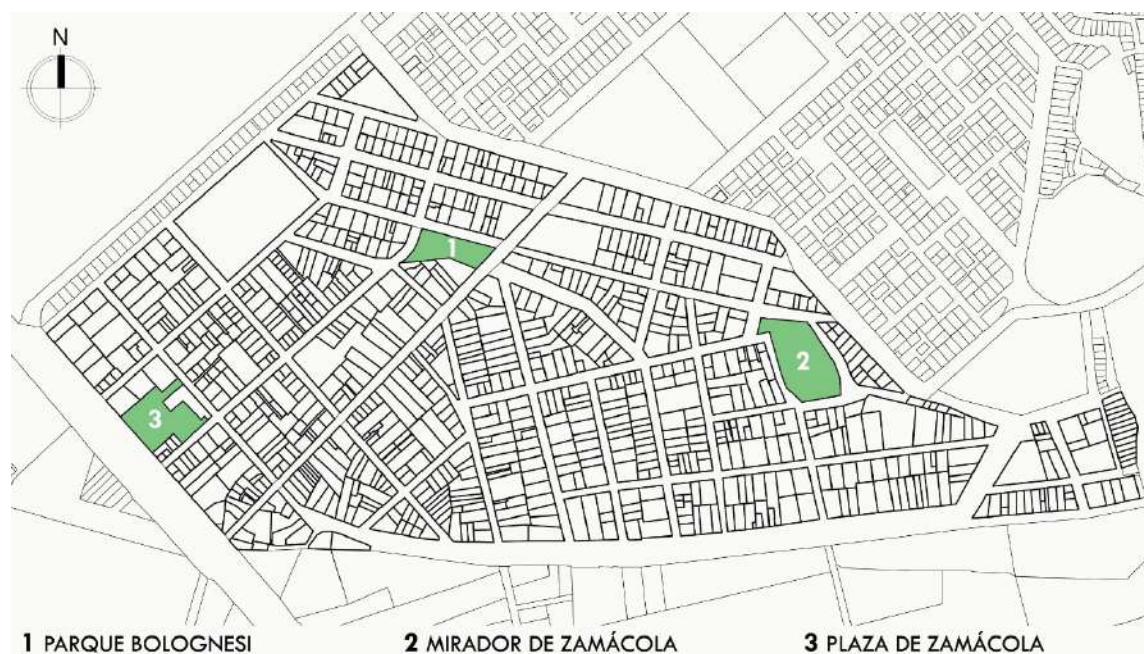 N
1
2
3
1 PARQUE BOLOGNESI
2 MIRADOR DE ZAMÁCOLA
3 PLAZA DE ZAMÁCOLA